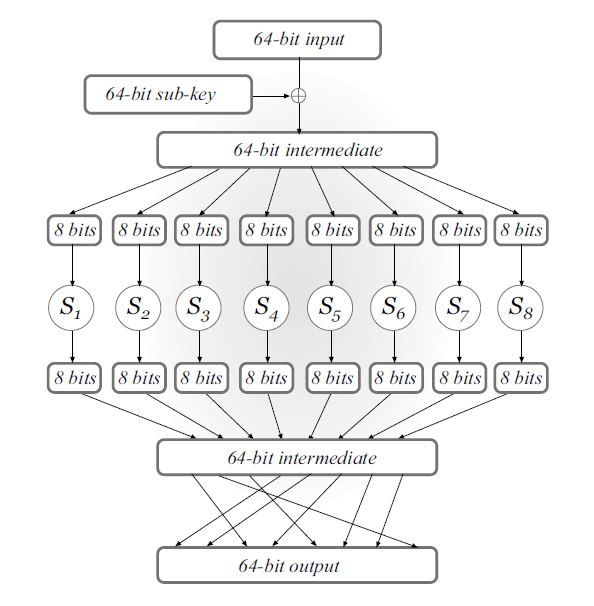 64-bit input
64-bit sub-key
64-bit intermediate
8 bits 8 bits 8 bits 8 bits 8 bits 8 bits 8 bits 8 bits
S1 S2 S3 S4 S5 S6 S7 S8
8 bits 8 bits 8 bits 8 bits 8 bits 8 bits 8 bits 8 bits
64-bit intermediate
64-bit output